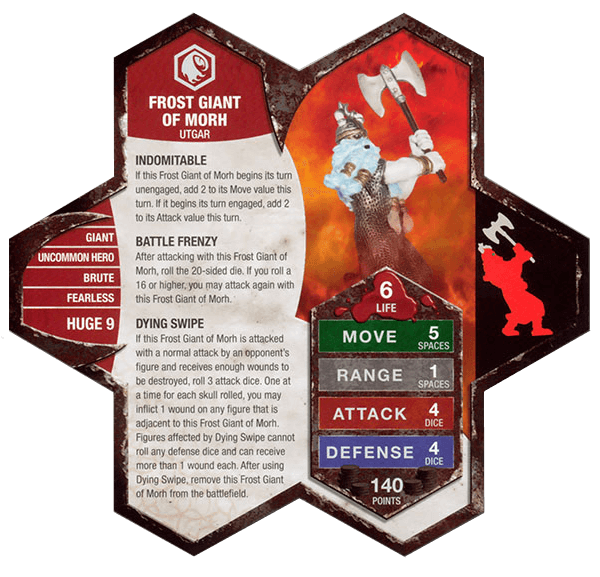 FROST GIANT
OF MORH
UTGAR
INDOMITABLE
If this Frost Giant of Morh begins its turn
unengaged, add 2 to its Move value this
turn. If it begins its turn engaged, add 2
to its Attack value this turn.
BATTLE FRENZY
After attacking with this Frost Giant of
Morh, roll the 20-sided die. If you roll a
16 or higher, you may attack again with
this Frost Giant of Morh.
DYING SWIPE
If this Frost Giant of Morh is attacked
with a normal attack by an opponent's
figure and receives enough wounds to
be destroyed, roll 3 attack dice. One at
a time for each skull rolled, you may
inflict 1 wound on any figure that is
adjacent to this Frost Giant of Morh.
Figures affected by Dying Swipe cannot
roll any defense dice and can receive
more than 1 wound each. After using
Dying Swipe, remove this Frost Giant
of Morh from the battlefield.
GIANT
UNCOMMON HERO
BRUTE
FEARLESS
HUGE 9
6
LIFE
MOVE 5 SPACES
RANGE 1 SPACES
ATTACK 4 DICE
DEFENSE 4 DICE
140
POINTS